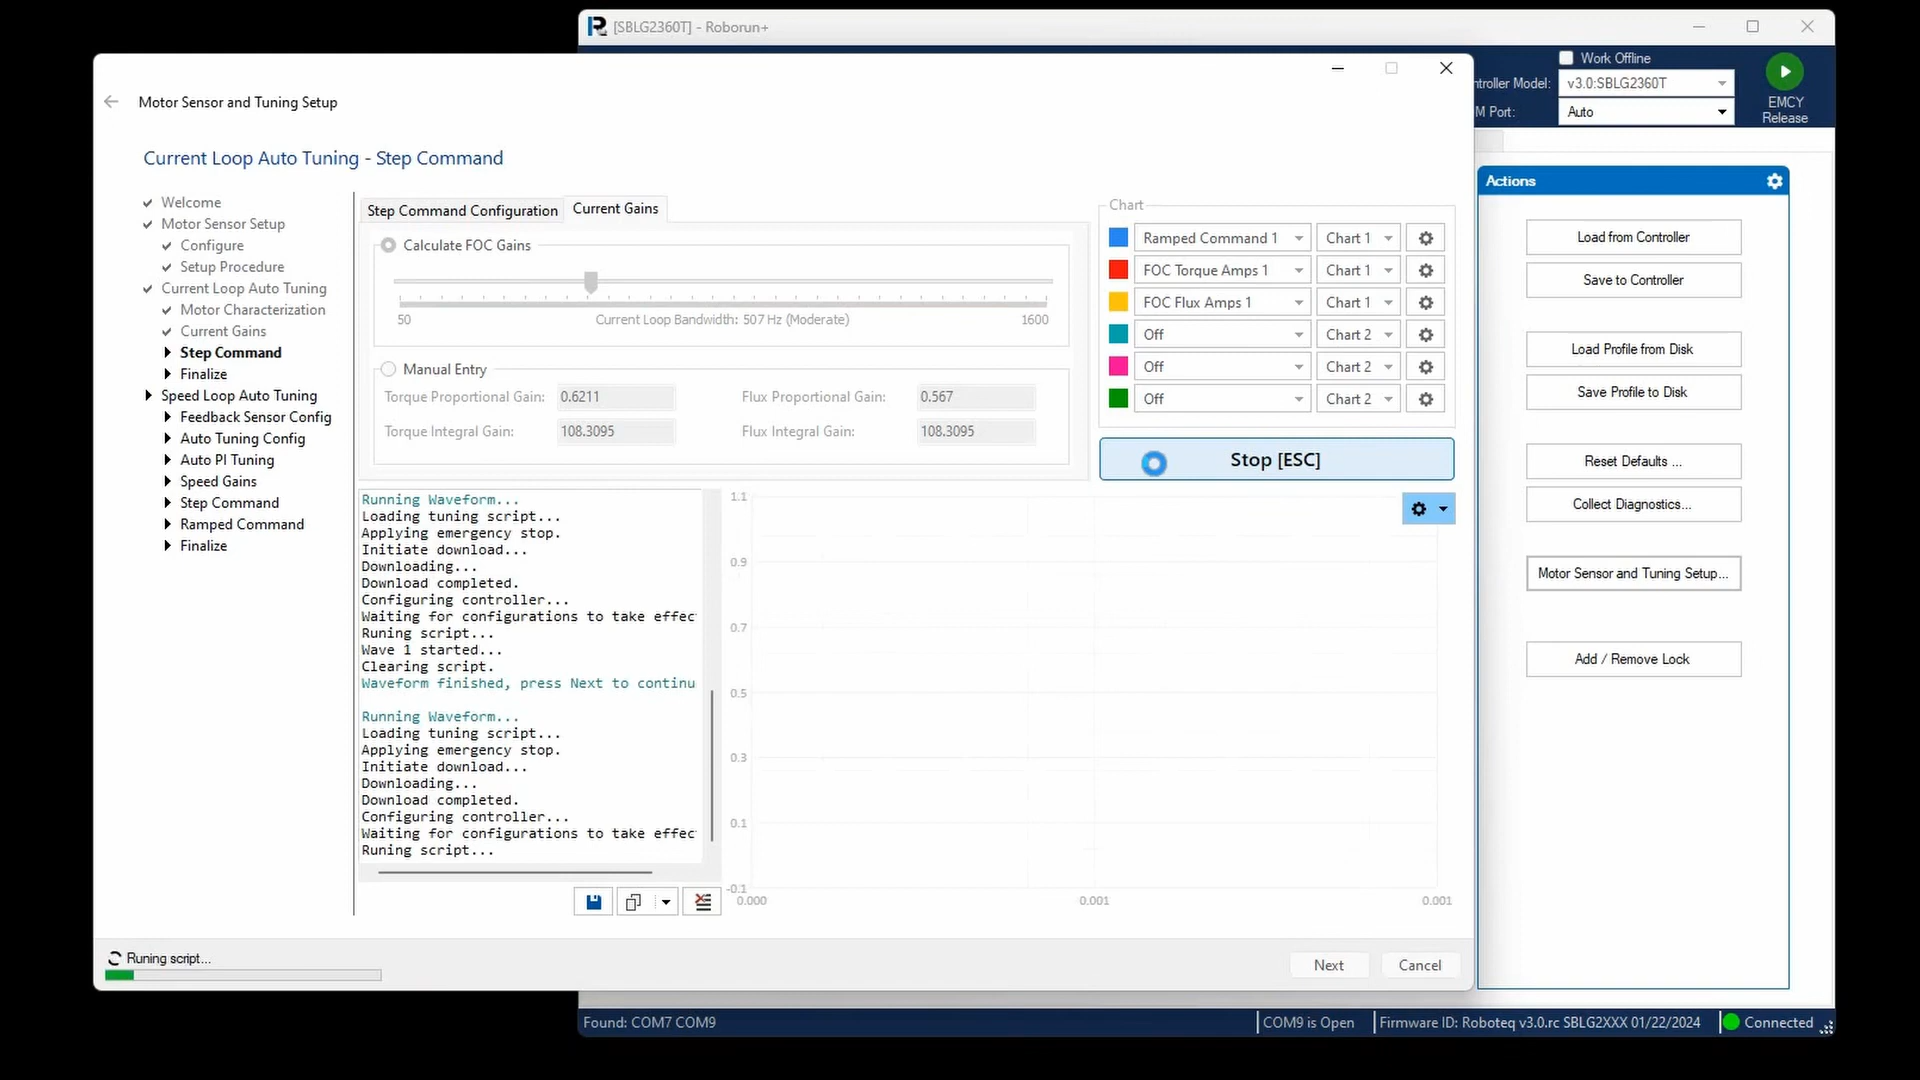 [SBLG2360T] - Roborun+
Work Offline
ntroller Model:
v3.0:SBLG2360T
M Port:
Auto
EMCY
Release
Motor Sensor and Tuning Setup
Current Loop Auto Tuning - Step Command
Welcome
Motor Sensor Setup
Configure
Setup Procedure
Current Loop Auto Tuning
Motor Characterization
Current Gains
Step Command
Finalize
Speed Loop Auto Tuning
Feedback Sensor Config
Auto Tuning Config
Auto PI Tuning
Speed Gains
Step Command
Ramped Command
Finalize
Step Command Configuration
Current Gains
Calculate FOC Gains
50
Current Loop Bandwidth: 507 Hz (Moderate)
1600
Manual Entry
Torque Proportional Gain: 0.6211
Flux Proportional Gain: 0.567
Torque Integral Gain: 108.3095
Flux Integral Gain: 108.3095
Chart
Ramped Command 1 Chart 1
FOC Torque Amps 1 Chart 1
FOC Flux Amps 1 Chart 1
Off Chart 2
Off Chart 2
Off Chart 2
Stop [ESC]
Running Waveform...
Loading tuning script...
Applying emergency stop.
Initiate download...
Downloading...
Download completed.
Configuring controller...
Waiting for configurations to take effec
Runing script...
Wave 1 started...
Clearing script.
Waveform finished, press Next to continu
Running Waveform...
Loading tuning script...
Applying emergency stop.
Initiate download...
Downloading...
Download completed.
Configuring controller...
Waiting for configurations to take effec
Runing script...
1.1
0.9
0.7
0.5
0.3
0.1
-0.1
0.000
0.001
0.001
Runing script...
Next
Cancel
Actions
Load from Controller
Save to Controller
Load Profile from Disk
Save Profile to Disk
Reset Defaults ...
Collect Diagnostics...
Motor Sensor and Tuning Setup...
Add / Remove Lock
Found: COM7 COM9
COM9 is Open
Firmware ID: Roboteq v3.0.rc SBLG2XXX 01/22/2024
Connected